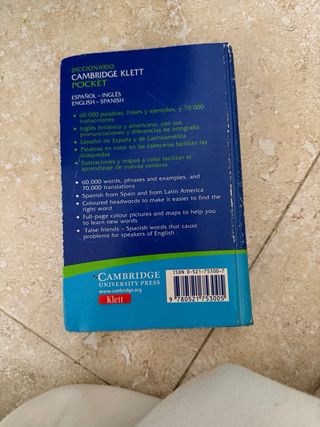 DICCIONARIO
CAMBRIDGE KLETT
POCKET
ESPAÑOL – INGLÉS
ENGLISH – SPANISH
• 60.000 palabras, frases y ejemplos, y 70.000
traducciones
• Inglés británico y americano, con sus
pronunciaciones y diferencias de ortografía
• Español de España y de Latinoamérica
• Palabras en color en las cabeceras facilitan las
búsquedas
• Ilustraciones y mapas a color facilitan el
aprendizaje de nuevas palabras
• 60,000 words, phrases and examples, and
70,000 translations
• Spanish from Spain and from Latin America
• Coloured headwords to make it easier to find the
right word
• Full-page colour pictures and maps to help you
to learn new words
• 'False friends' – Spanish words that cause
problems for speakers of English
CAMBRIDGE
UNIVERSITY PRESS
www.cambridge.org
Klett
ISBN 0-521-75300-7
9 780521 753005